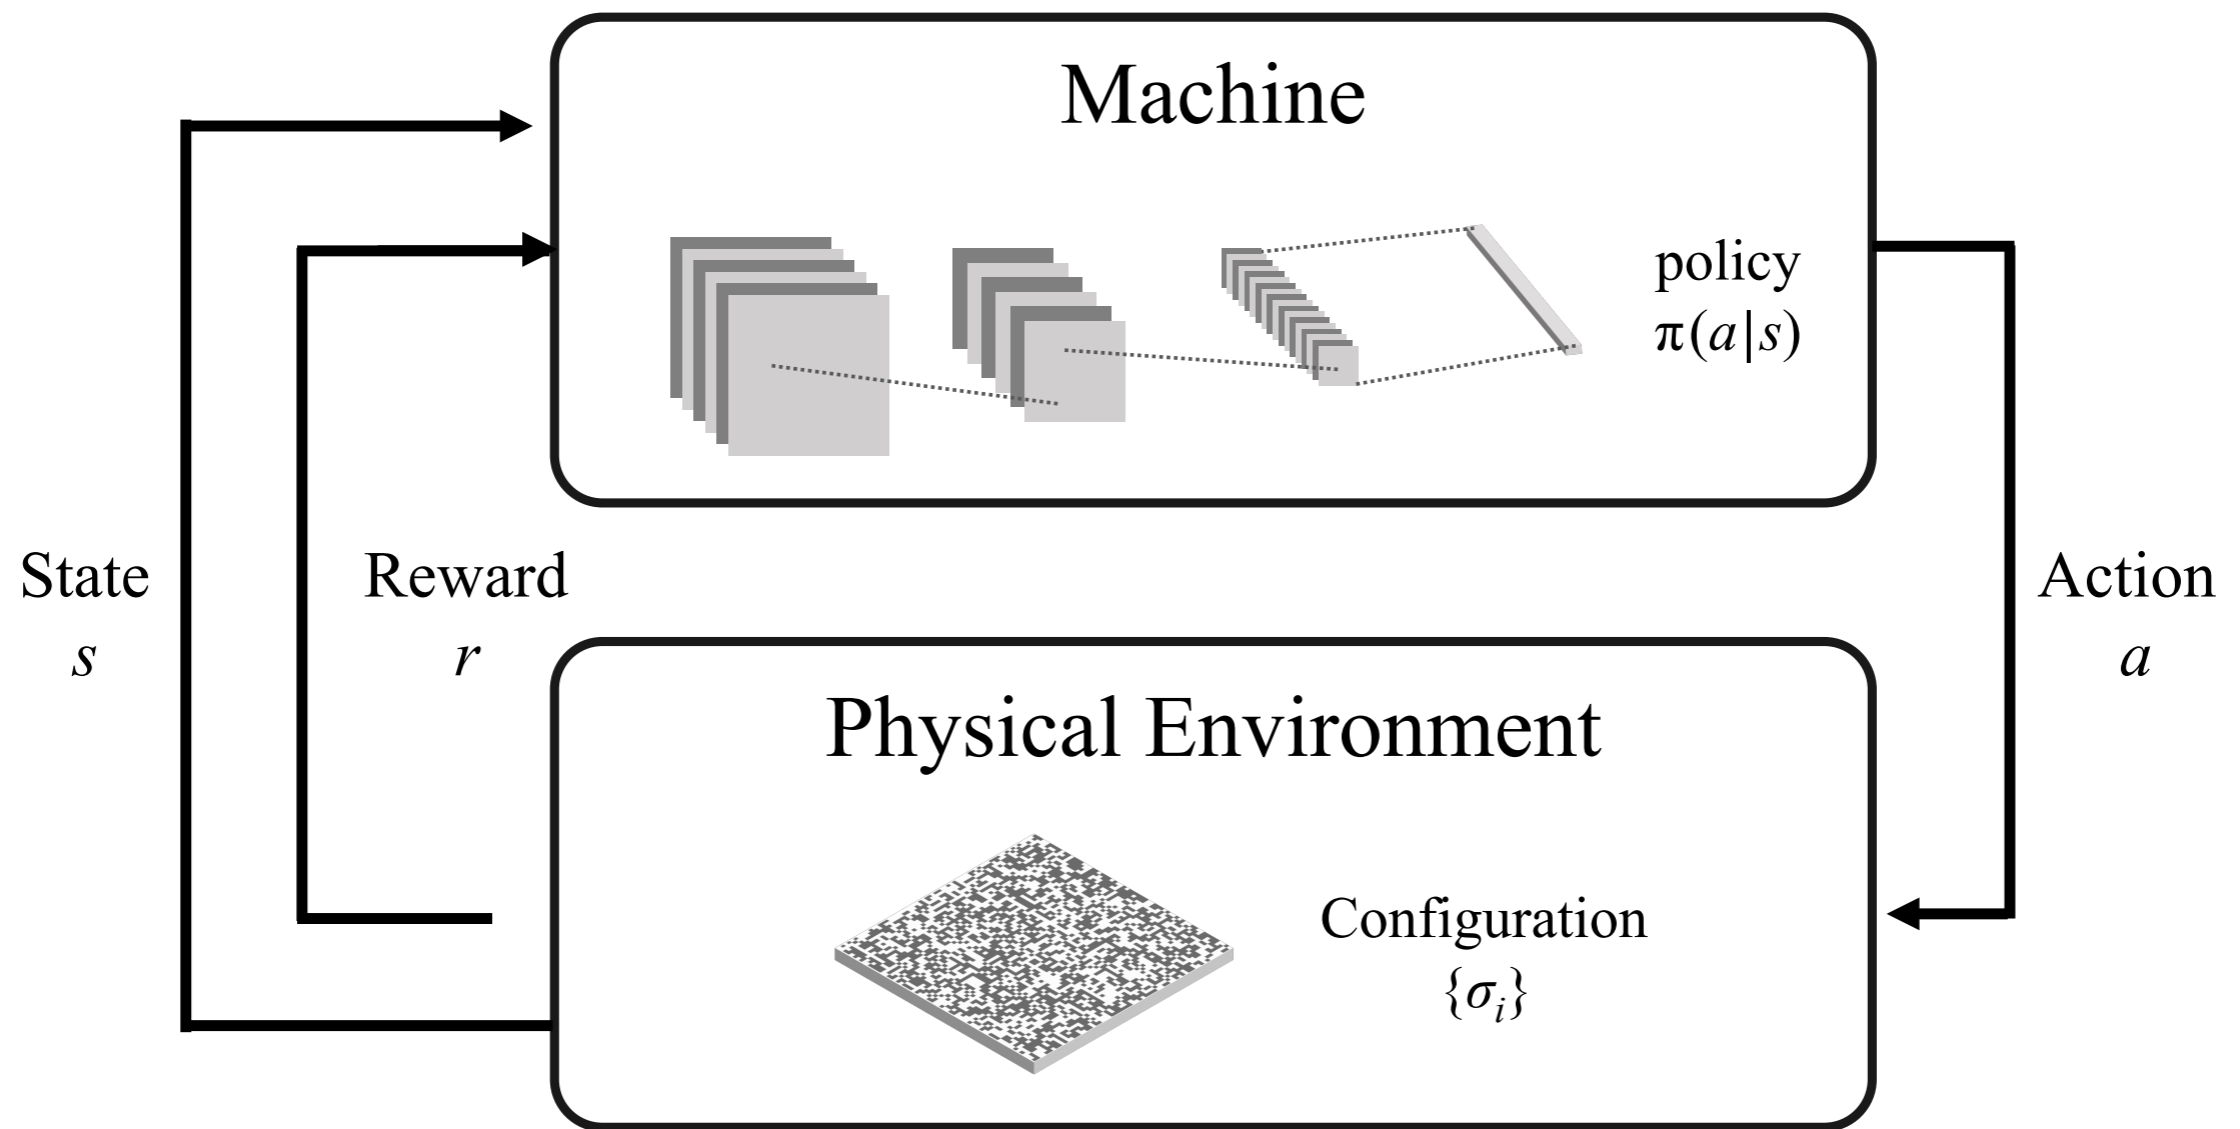 Machine
policy
π(a|s)
State
s
Reward
r
Action
a
Physical Environment
Configuration
{σᵢ}